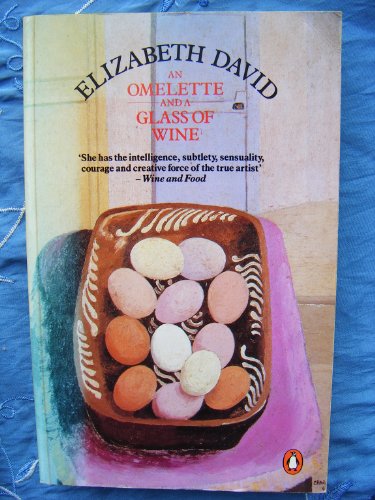 ELIZABETH DAVID
AN
OMELETTE
AND A
GLASS OF
WINE
'She has the intelligence, subtlety, sensuality,
courage and creative force of the true artist'
– Wine and Food